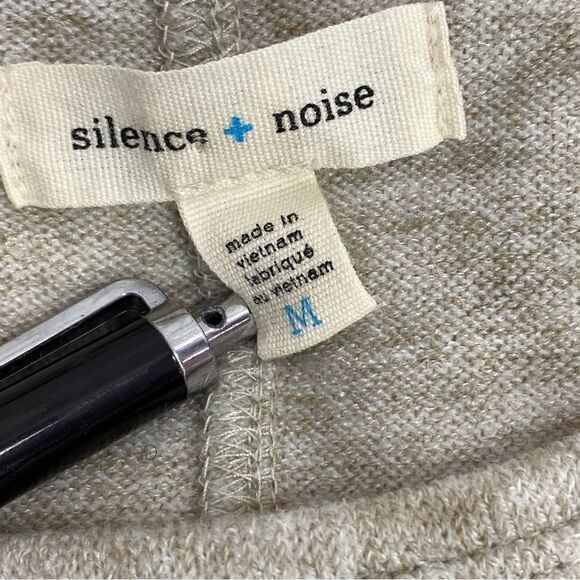 silence + noise
made in
vietnam
fabriqué
au vietnam
M